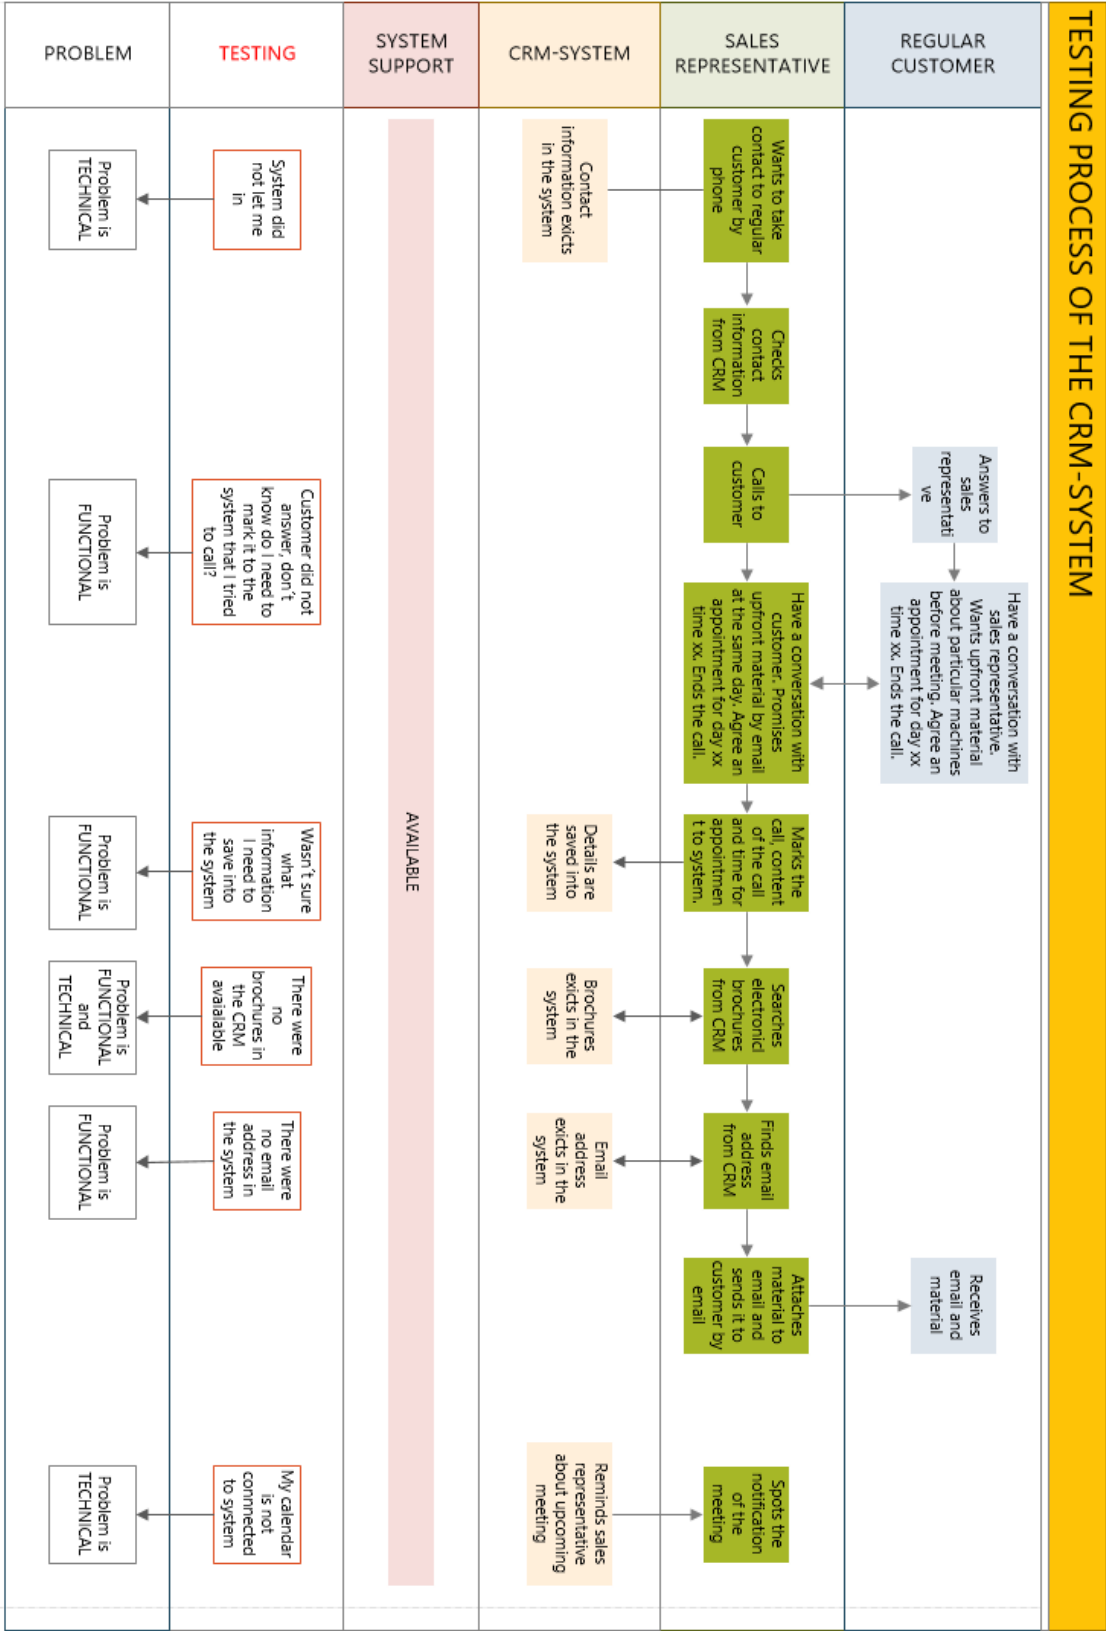 TESTING PROCESS OF THE CRM-SYSTEM
REGULAR
CUSTOMER
Answers to
sales
representati
ve
Have a conversation with
sales representative.
Wants upfront material
about particular machines
before meeting. Agree an
appointment for day xx
time xx. Ends the call.
Receives
email and
material
SALES
REPRESENTATIVE
Wants to take
contact to regular
customer by
phone
Checks
contact
information
from CRM
Calls to
customer
Have a conversation with
customer. Promises
upfront material by email
at the same day. Agree an
appointment for day xx
time xx. Ends the call.
Marks the
call, content
of the call
and time for
appointmen
t to system.
Searches
electronicl
brochures
from CRM
Finds email
address
from CRM
Attaches
material to
email and
sends it to
customer by
email
Spots the
notification
of the
meeting
CRM-SYSTEM
Contact
information exicts
in the system
Details are
saved into
the system
Brochures
exicts in the
system
Email
address
exicts in the
system
Reminds sales
representative
about upcoming
meeting
SYSTEM
SUPPORT
AVAILABLE
TESTING
System did
not let me
in
Customer did not
answer, don´t
know do I need to
mark it to the
system that I tried
to call?
Wasn´t sure
what
information
I need to
save into
the system
There were
no
brochures in
the CRM
avaialable
There were
no email
address in
the system
My calendar
is not
connnected
to system
PROBLEM
Problem is
TECHNICAL
Problem is
FUNCTIONAL
Problem is
FUNCTIONAL
Problem is
FUNCTIONAL
and
TECHNICAL
Problem is
FUNCTIONAL
Problem is
TECHNICAL